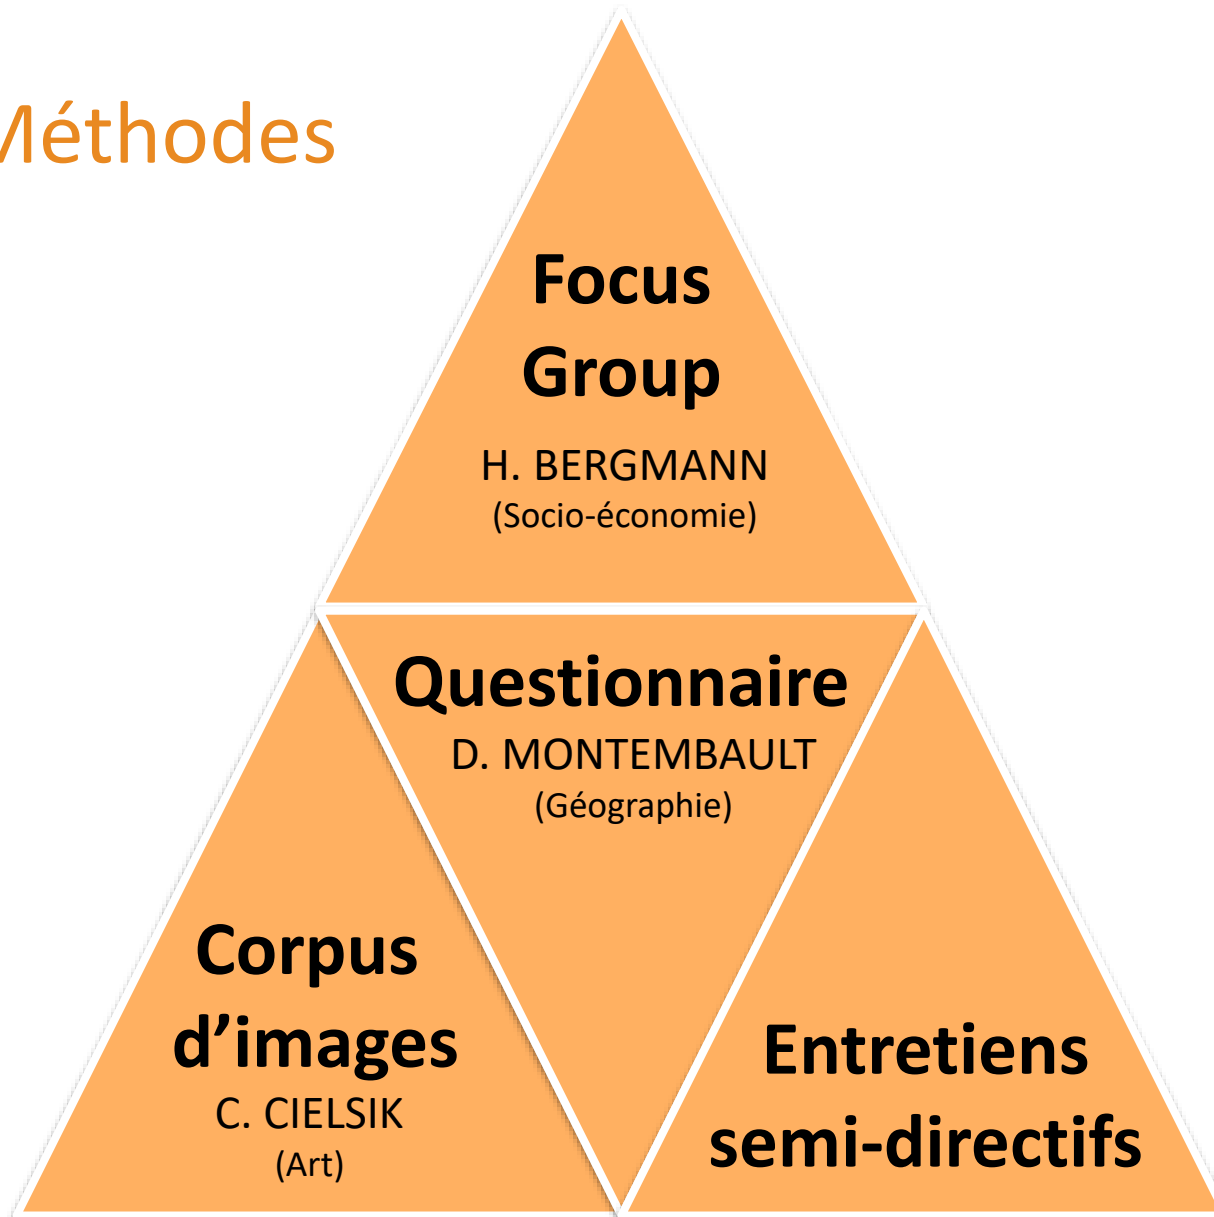 Méthodes
Focus
Group
H. BERGMANN
(Socio-économie)
Questionnaire
D. MONTEMBAULT
(Géographie)
Corpus
d’images
C. CIELSIK
(Art)
Entretiens
semi-directifs